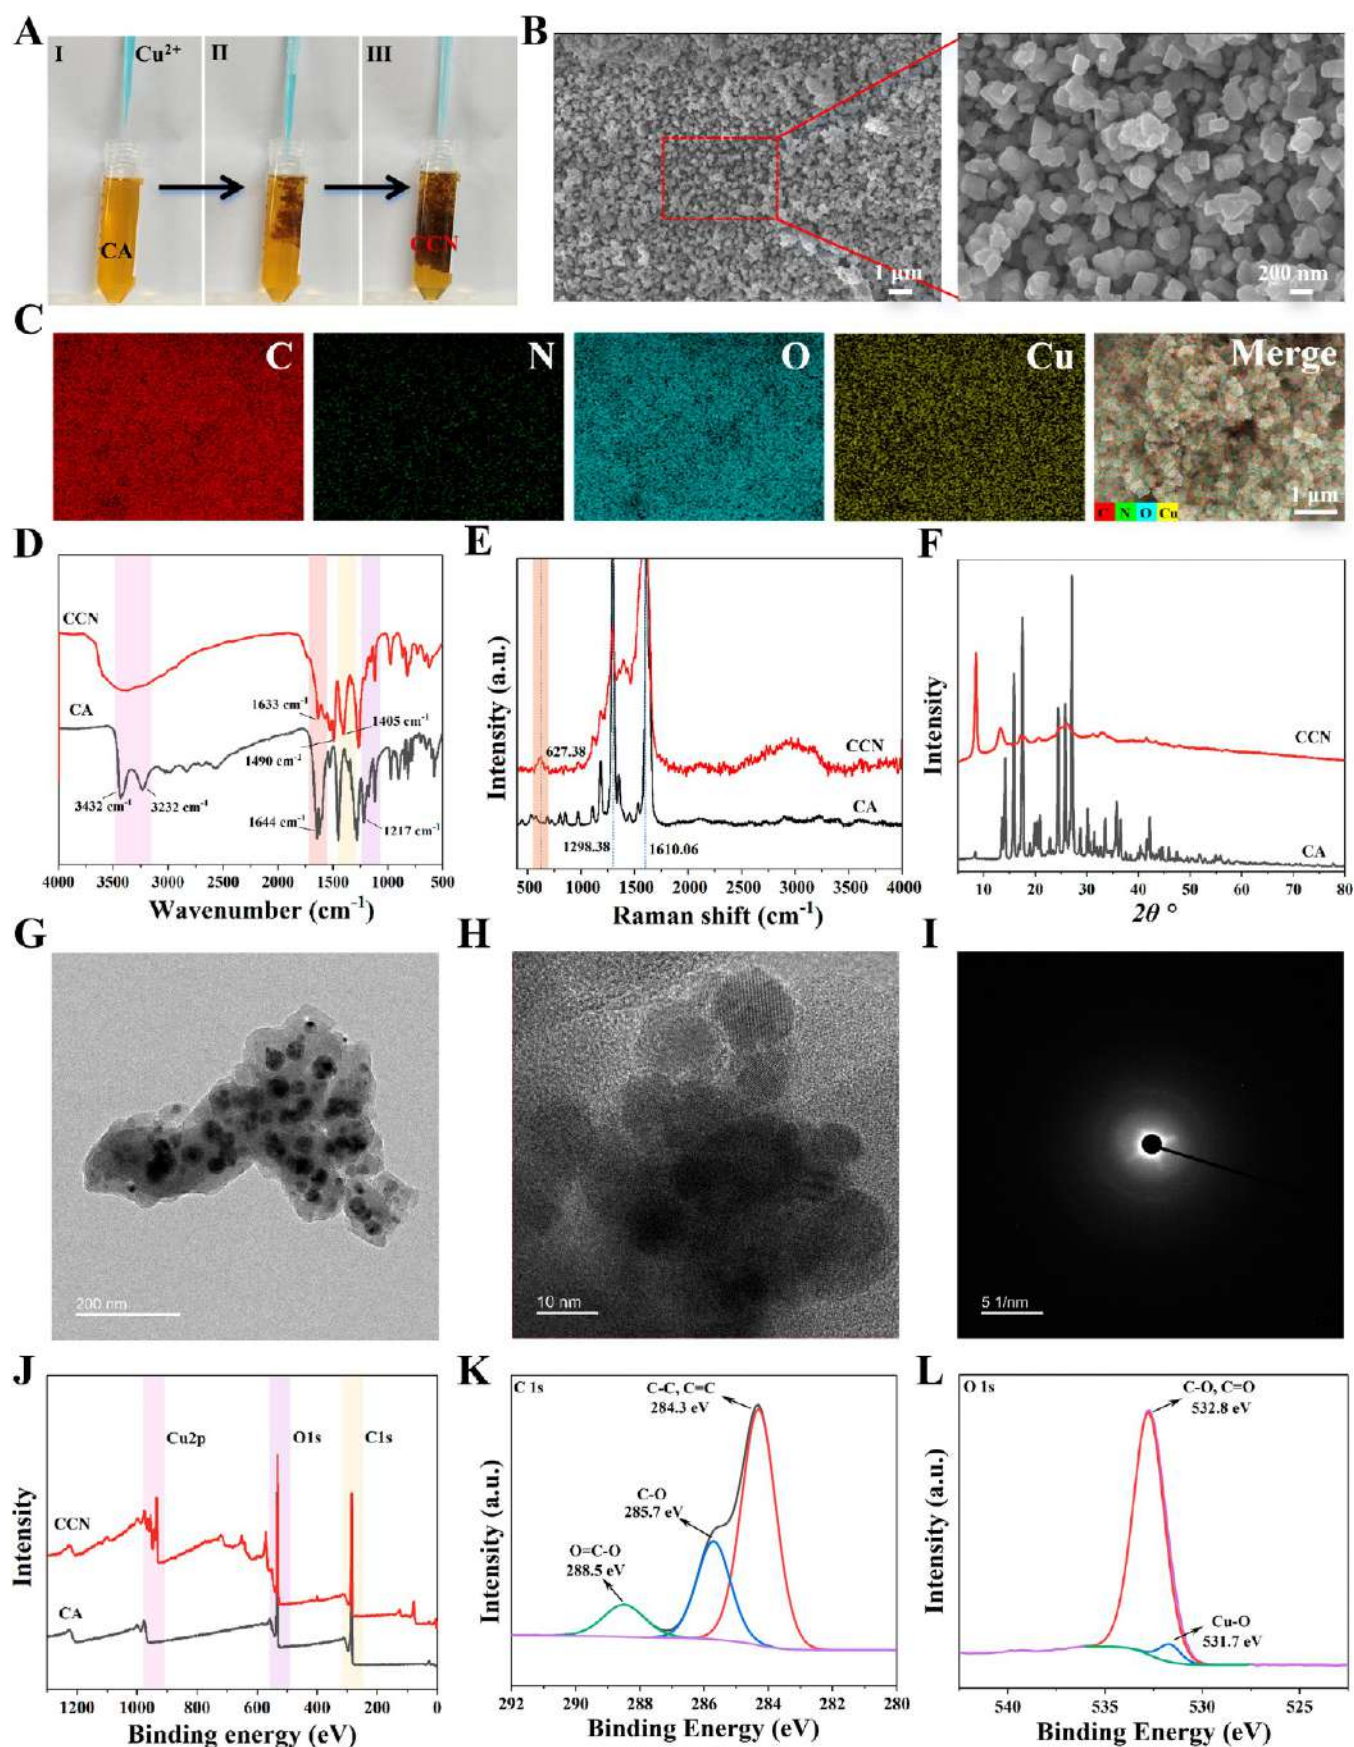 A
I
Cu²⁺
II
III
CA
CCN
B
1 μm
200 nm
C
C
N
O
Cu
Merge
C N O Cu
1 μm
D
CCN
CA
1633 cm⁻¹
1405 cm⁻¹
1490 cm⁻¹
3432 cm⁻¹
3232 cm⁻¹
1644 cm⁻¹
1217 cm⁻¹
4000 3500 3000 2500 2000 1500 1000 500
Wavenumber (cm⁻¹)
E
Intensity (a.u.)
627.38
CCN
CA
1298.38
1610.06
500 1000 1500 2000 2500 3000 3500 4000
Raman shift (cm⁻¹)
F
Intensity
CCN
CA
10 20 30 40 50 60 70 80
2θ °
G
200 nm
H
10 nm
I
5 1/nm
J
Cu2p
O1s
C1s
CCN
CA
Intensity
1200 1000 800 600 400 200 0
Binding energy (eV)
K
C 1s
C-C, C=C
284.3 eV
C-O
285.7 eV
O=C-O
288.5 eV
Intensity (a.u.)
292 290 288 286 284 282 280
Binding Energy (eV)
L
O 1s
C-O, C=O
532.8 eV
Cu-O
531.7 eV
Intensity (a.u.)
540 535 530 525
Binding Energy (eV)